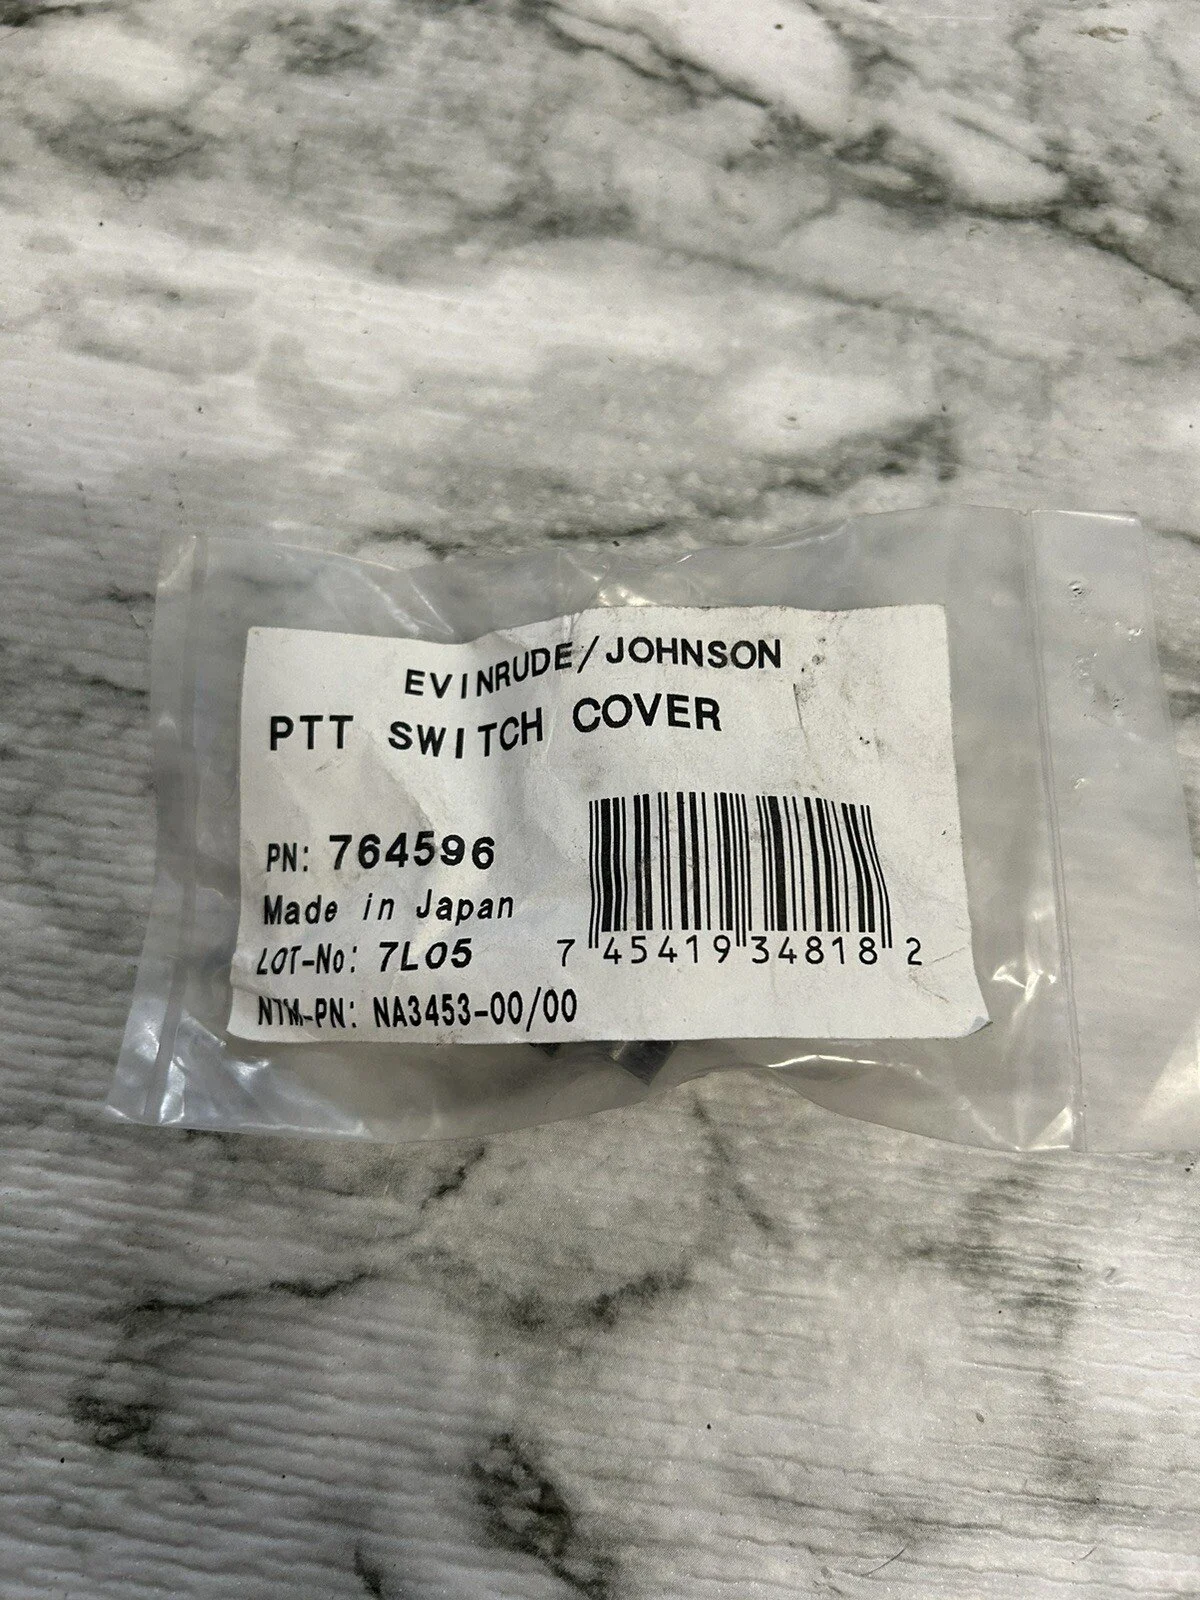 EVINRUDE/JOHNSON
PTT SWITCH COVER
PN: 764596
Made in Japan
LOT-No: 7L05
7 45419 34818 2
NTM-PN: NA3453-00/00